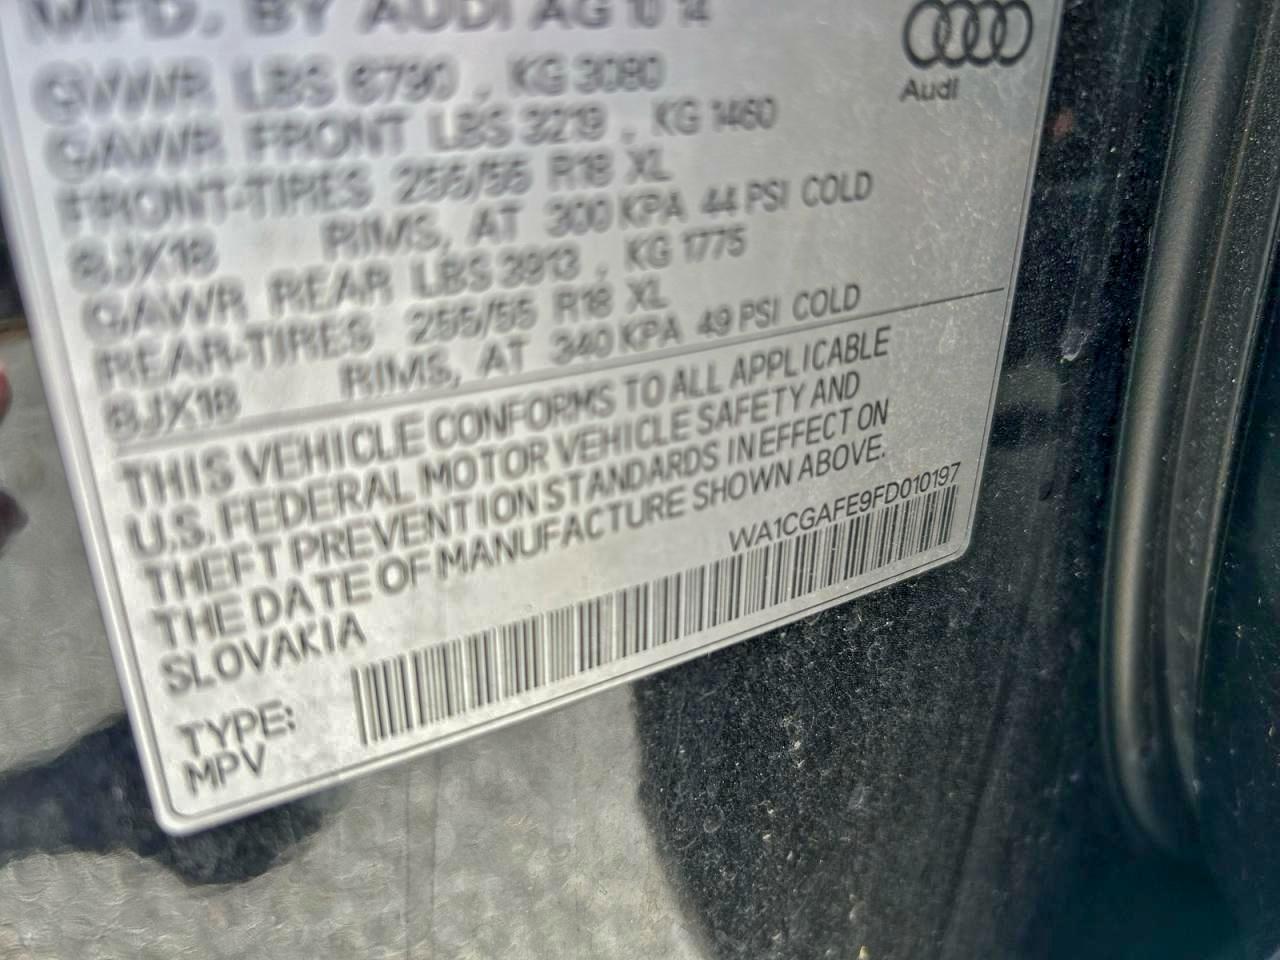 MFD. BY AUDI AG 10 14
Audi
GVWR LBS 6790 , KG 3080
GAWR FRONT LBS 3219 , KG 1460
FRONT-TIRES 255/55 R18 XL
8JX18 RIMS, AT 300 KPA 44 PSI COLD
GAWR REAR LBS 3913 , KG 1775
REAR-TIRES 255/55 R18 XL
8JX18 RIMS, AT 340 KPA 49 PSI COLD
THIS VEHICLE CONFORMS TO ALL APPLICABLE
U.S. FEDERAL MOTOR VEHICLE SAFETY AND
THEFT PREVENTION STANDARDS IN EFFECT ON
THE DATE OF MANUFACTURE SHOWN ABOVE.
SLOVAKIA
WA1CGAFE9FD010197
TYPE:
MPV